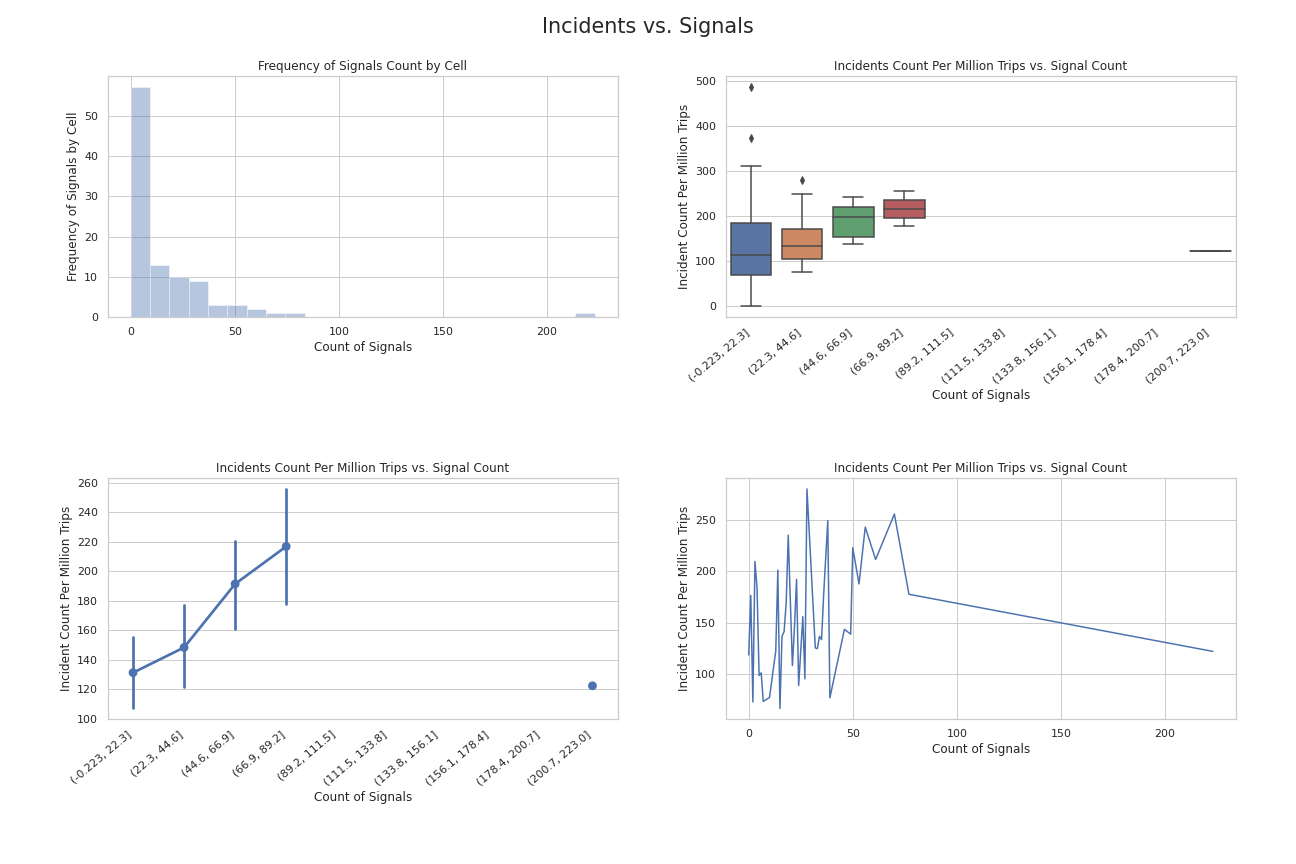 Incidents vs. Signals
Frequency of Signals Count by Cell
Frequency of Signals by Cell
50
40
30
20
10
0
0 50 100 150 200
Count of Signals
Incidents Count Per Million Trips vs. Signal Count
Incident Count Per Million Trips
500
400
300
200
100
0
(-0.223, 22.3] (22.3, 44.6] (44.6, 66.9] (66.9, 89.2] (89.2, 111.5] (111.5, 133.8] (133.8, 156.1] (156.1, 178.4] (178.4, 200.7] (200.7, 223.0]
Count of Signals
Incidents Count Per Million Trips vs. Signal Count
Incident Count Per Million Trips
260
240
220
200
180
160
140
120
100
(-0.223, 22.3] (22.3, 44.6] (44.6, 66.9] (66.9, 89.2] (89.2, 111.5] (111.5, 133.8] (133.8, 156.1] (156.1, 178.4] (178.4, 200.7] (200.7, 223.0]
Count of Signals
Incidents Count Per Million Trips vs. Signal Count
Incident Count Per Million Trips
250
200
150
100
0 50 100 150 200
Count of Signals